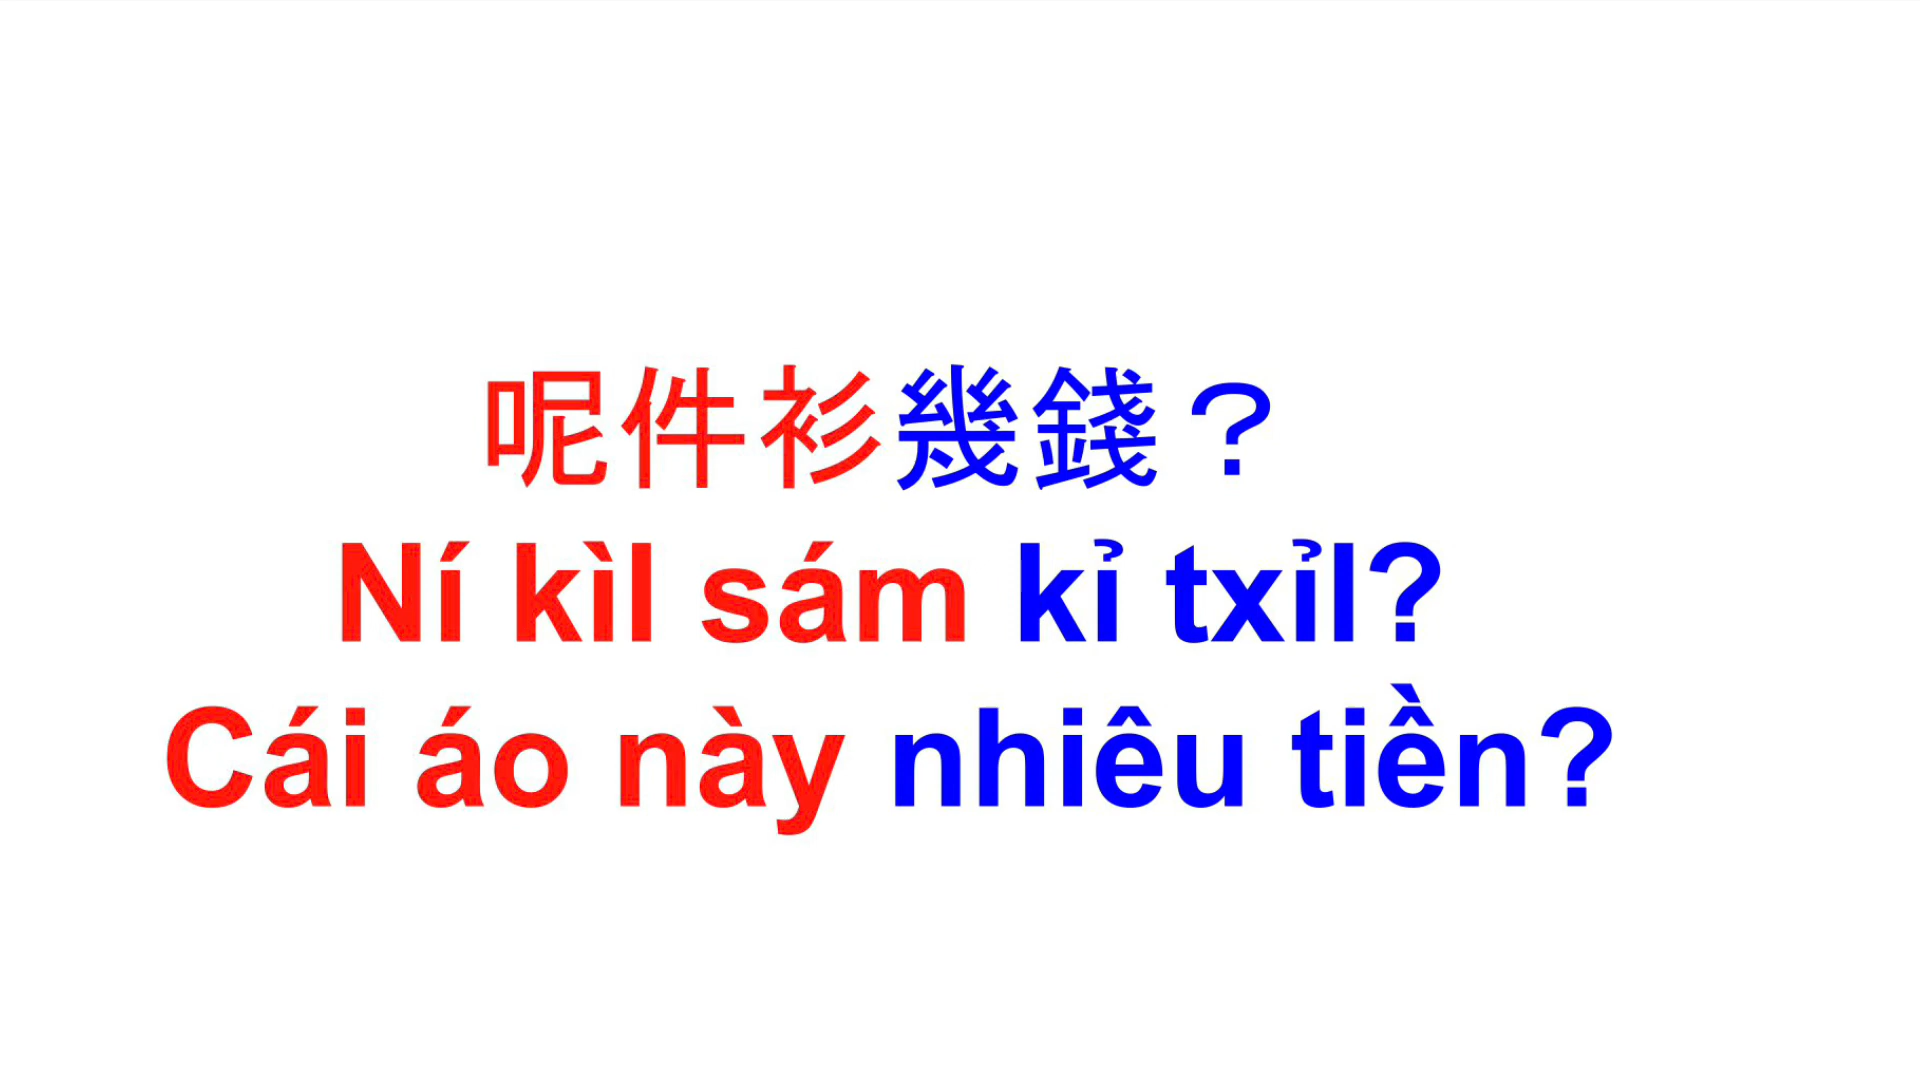 呢件衫幾錢？
Ní kìl sám kỉ txỉl?
Cái áo này nhiêu tiền?